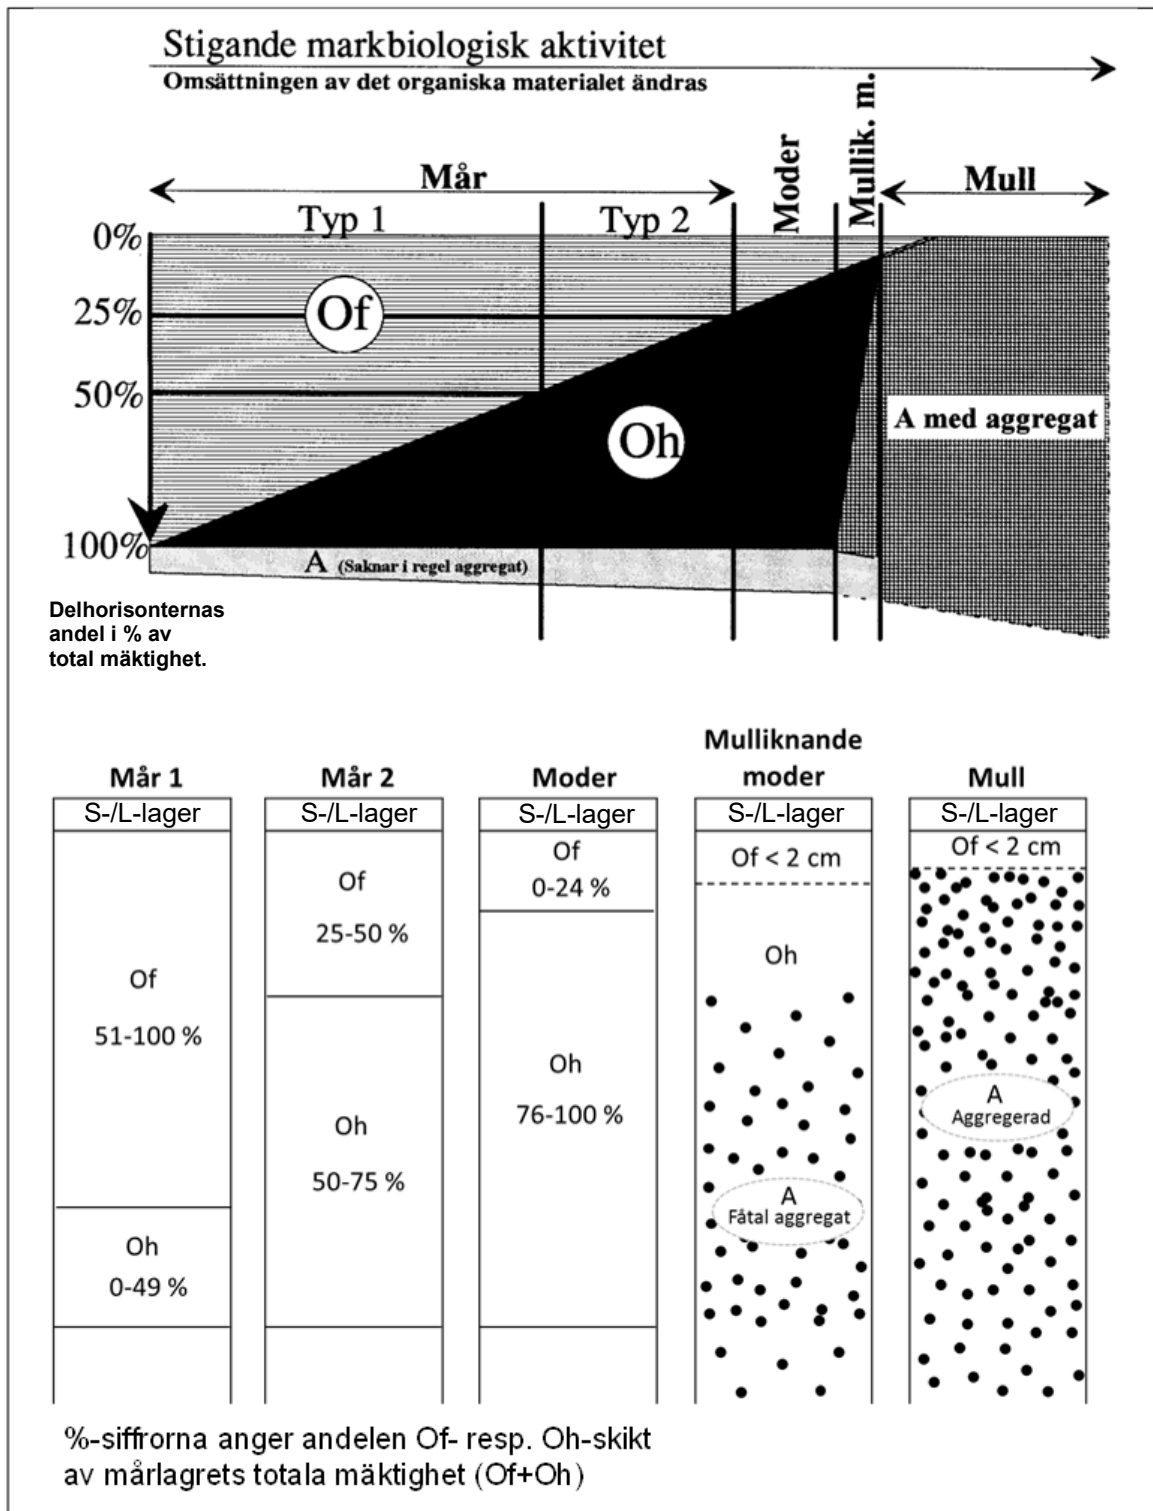 Stigande markbiologisk aktivitet
Omsättningen av det organiska materialet ändras
Mår
Moder
Mullik. m.
Mull
Typ 1
Typ 2
0%
25%
50%
100%
Of
Oh
A med aggregat
A (Saknar i regel aggregat)
Delhorisonternas
andel i % av
total mäktighet.
Mår 1
S-/L-lager
Of
51-100 %
Oh
0-49 %
Mår 2
S-/L-lager
Of
25-50 %
Oh
50-75 %
Moder
S-/L-lager
Of
0-24 %
Oh
76-100 %
Mulliknande
moder
S-/L-lager
Of < 2 cm
Oh
A
Fåtal aggregat
Mull
S-/L-lager
Of < 2 cm
A
Aggregerad
%-siffrorna anger andelen Of- resp. Oh-skikt
av mårlagrets totala mäktighet (Of+Oh)